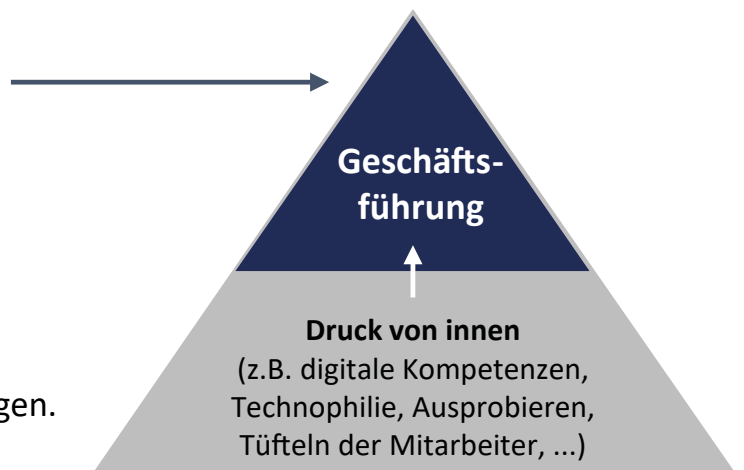 Geschäfts-
führung
Druck von innen
(z.B. digitale Kompetenzen,
Technophilie, Ausprobieren,
Tüfteln der Mitarbeiter, ...)
gen.